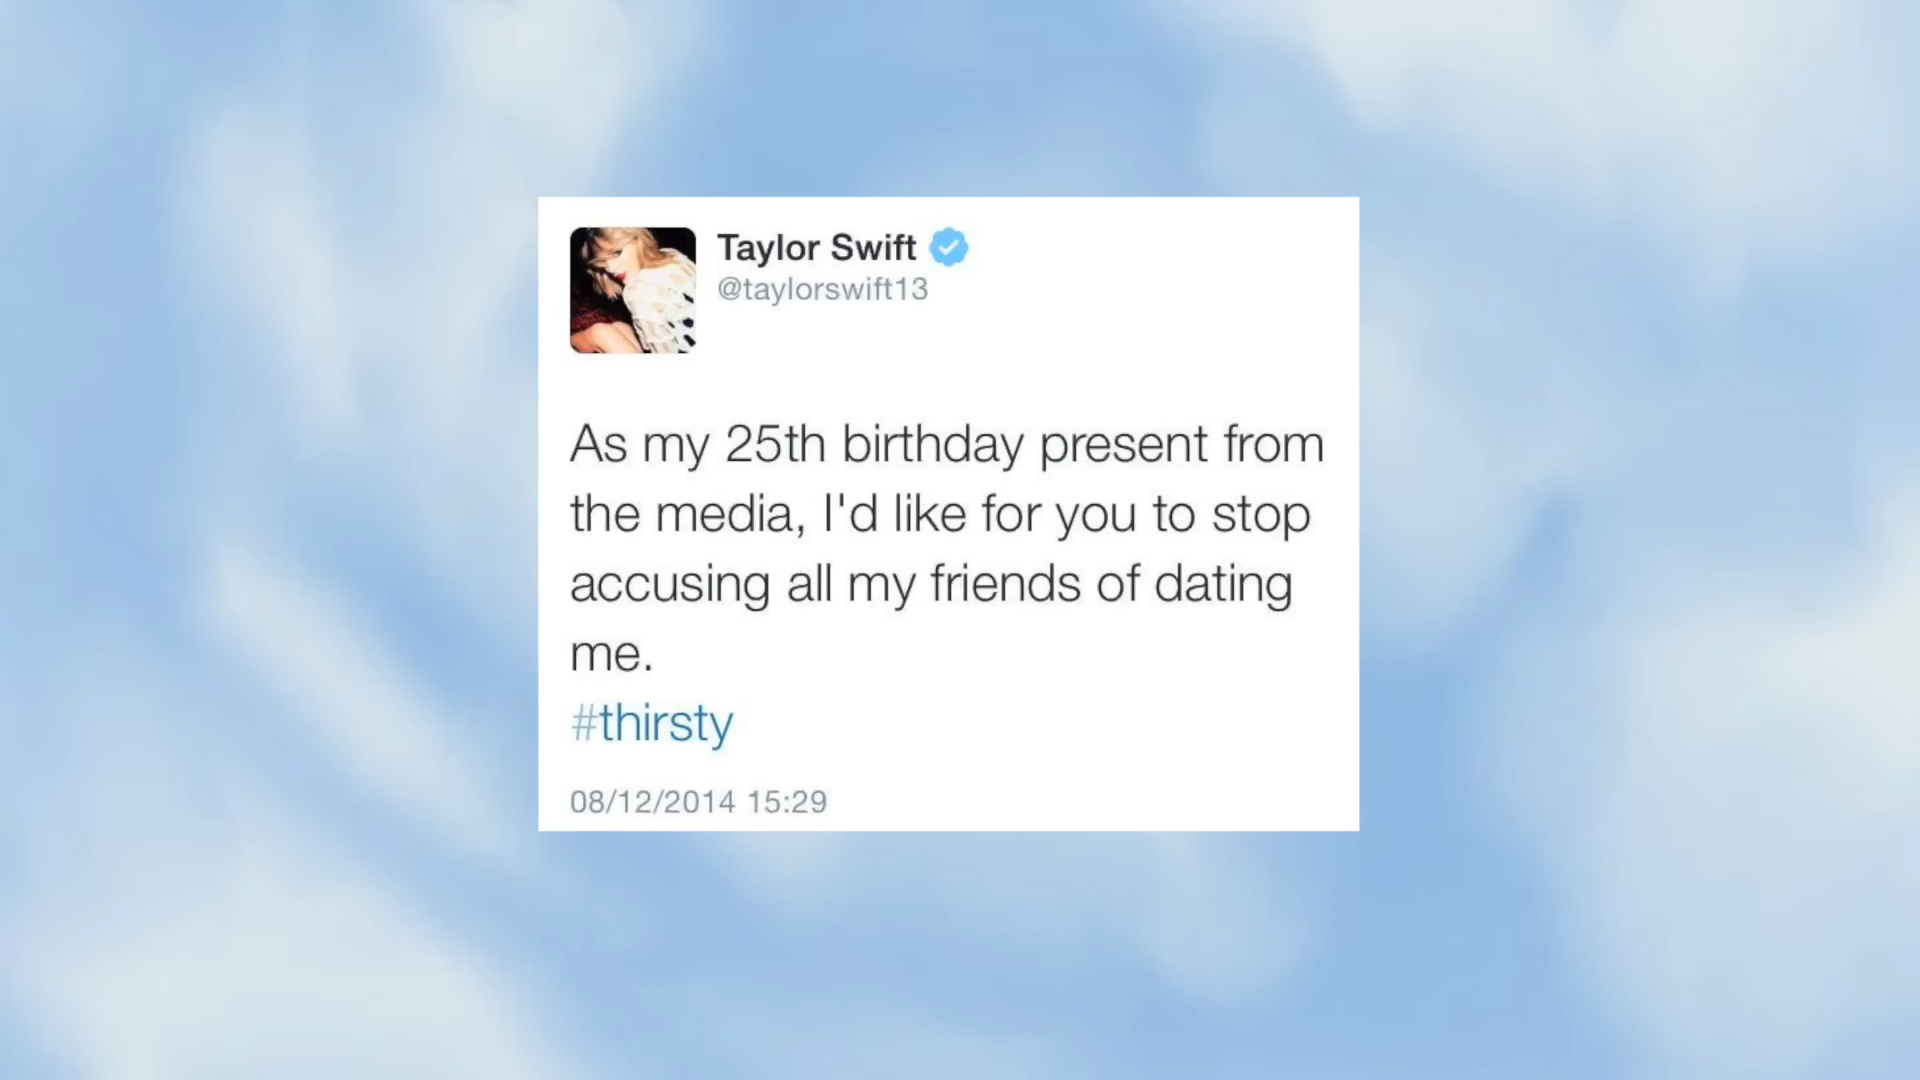 Taylor Swift
@taylorswift13
As my 25th birthday present from
the media, I'd like for you to stop
accusing all my friends of dating
me.
#thirsty
08/12/2014 15:29